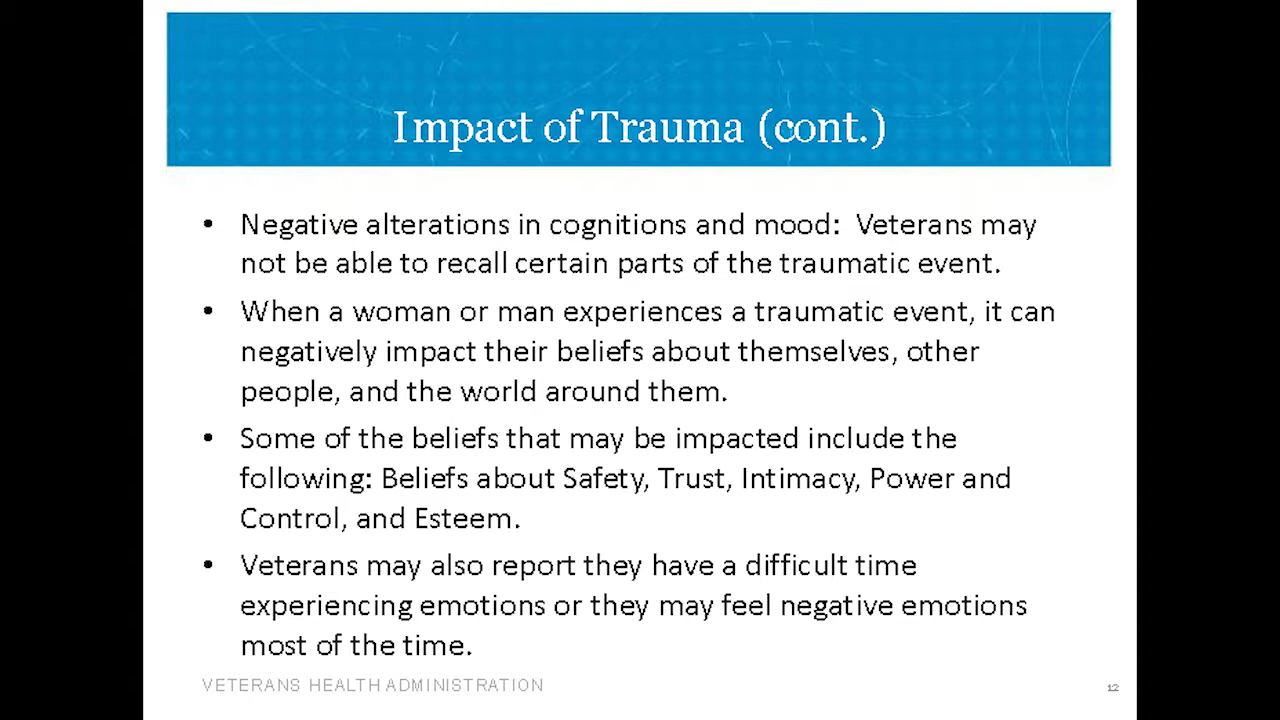 Impact of Trauma (cont.)
• Negative alterations in cognitions and mood:  Veterans may
not be able to recall certain parts of the traumatic event.
• When a woman or man experiences a traumatic event, it can
negatively impact their beliefs about themselves, other
people, and the world around them.
• Some of the beliefs that may be impacted include the
following: Beliefs about Safety, Trust, Intimacy, Power and
Control, and Esteem.
• Veterans may also report they have a difficult time
experiencing emotions or they may feel negative emotions
most of the time.
VETERANS HEALTH ADMINISTRATION
12